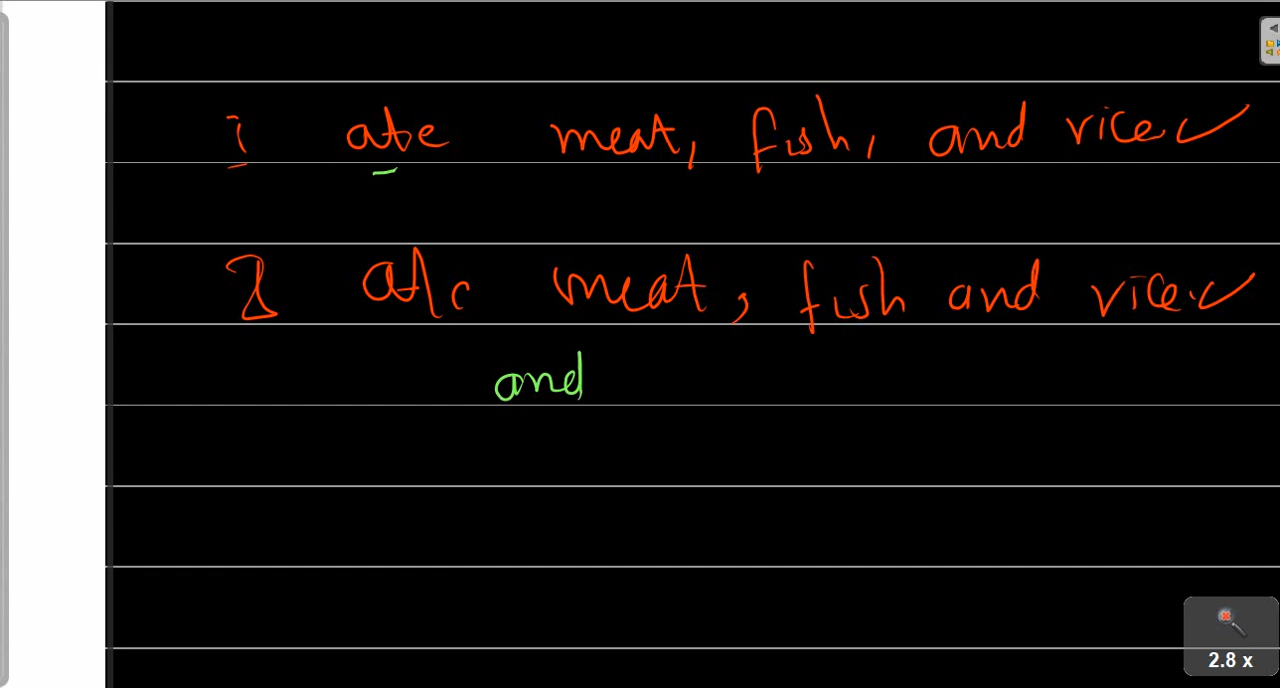 i ate meat, fish, and rice ✓
I ate meat, fish and rice. ✓
and
2.8 x